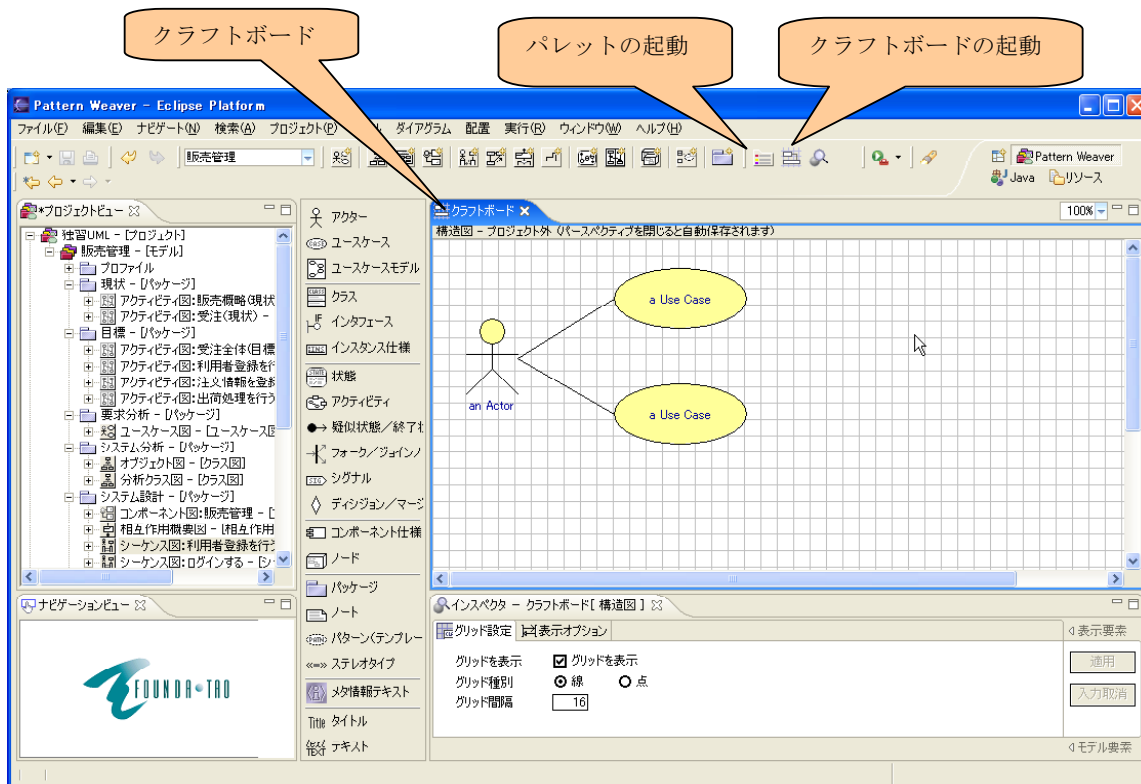 クラフトボード
パレットの起動
クラフトボードの起動
Pattern Weaver - Eclipse Platform
ファイル(F) 編集(E) ナビゲート(N) 検索(A) プロジェクト(P) ダイアグラム 配置 実行(R) ウィンドウ(W) ヘルプ(H)
販売管理
Pattern Weaver
Java リソース
*プロジェクトビュー
独習UML - [プロジェクト]
販売管理 - [モデル]
プロファイル
現状 - [パッケージ]
アクティビティ図:販売概略(現状
アクティビティ図:受注(現状) -
目標 - [パッケージ]
アクティビティ図:受注全体(目標
アクティビティ図:利用者登録を行
アクティビティ図:注文情報を登録
アクティビティ図:出荷処理を行う
要求分析 - [パッケージ]
ユースケース図 - [ユースケース図
システム分析 - [パッケージ]
オブジェクト図 - [クラス図]
分析クラス図 - [クラス図]
システム設計 - [パッケージ]
コンポーネント図:販売管理 - [
相互作用概要図 - [相互作用
シーケンス図:利用者登録を行う
シーケンス図:ログインする - [シ
アクター
ユースケース
ユースケースモデル
クラス
インタフェース
インスタンス仕様
状態
アクティビティ
疑似状態/終了
フォーク/ジョイン/
シグナル
ディシジョン/マージ
コンポーネント仕様
ノード
パッケージ
ノート
パターン(テンプレー
ステレオタイプ
メタ情報テキスト
Title タイトル
テキスト
クラフトボード
100%
構造図 - プロジェクト外 (パースペクティブを閉じると自動保存されます)
a Use Case
an Actor
a Use Case
ナビゲーションビュー
FOUNDA•TAO
インスペクタ - クラフトボード[ 構造図 ]
グリッド設定 表示オプション
表示要素
グリッドを表示 グリッドを表示
グリッド種別 線 点
グリッド間隔 16
適用
入力取消
モデル要素